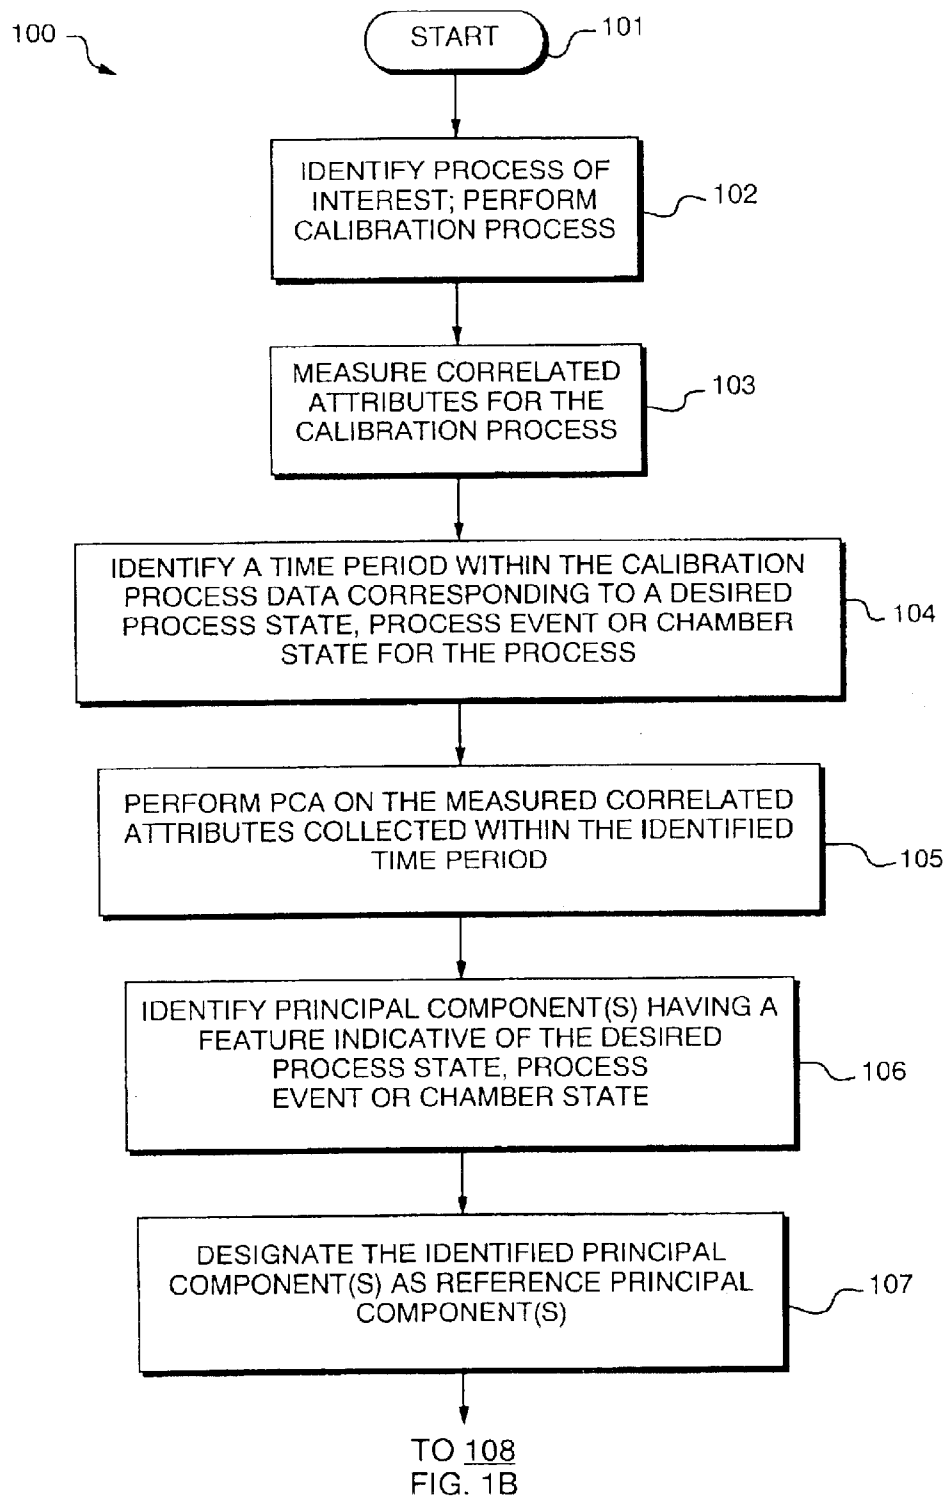 100
START
101
IDENTIFY PROCESS OF
INTEREST; PERFORM
CALIBRATION PROCESS
102
MEASURE CORRELATED
ATTRIBUTES FOR THE
CALIBRATION PROCESS
103
IDENTIFY A TIME PERIOD WITHIN THE CALIBRATION
PROCESS DATA CORRESPONDING TO A DESIRED
PROCESS STATE, PROCESS EVENT OR CHAMBER
STATE FOR THE PROCESS
104
PERFORM PCA ON THE MEASURED CORRELATED
ATTRIBUTES COLLECTED WITHIN THE IDENTIFIED
TIME PERIOD
105
IDENTIFY PRINCIPAL COMPONENT(S) HAVING A
FEATURE INDICATIVE OF THE DESIRED
PROCESS STATE, PROCESS
EVENT OR CHAMBER STATE
106
DESIGNATE THE IDENTIFIED PRINCIPAL
COMPONENT(S) AS REFERENCE PRINCIPAL
COMPONENT(S)
107
TO 108
FIG. 1B